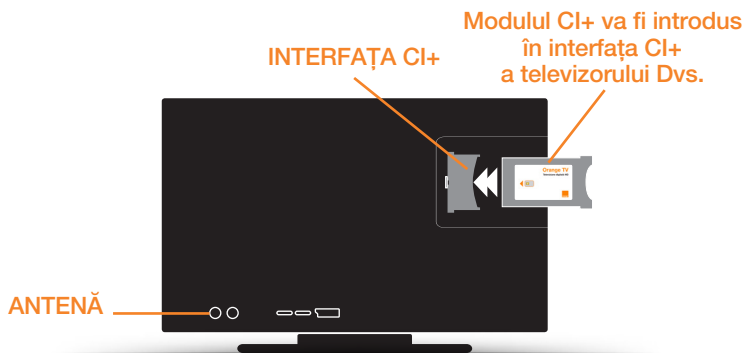 Modulul CI+ va fi introdus
în interfața CI+
a televizorului Dvs.
INTERFAȚA CI+
Orange TV
ANTENĂ